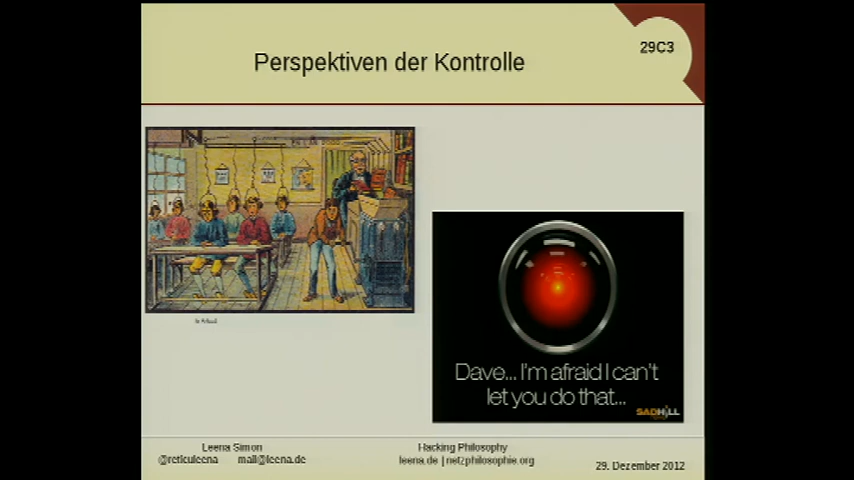 Perspektiven der Kontrolle
29C3
Dave... I'm afraid I can't
let you do that...
SADHILL
Leena Simon
@reticuleena mail@leena.de
Hacking Philosophy
leena.de | netzphilosophie.org
29. Dezember 2012